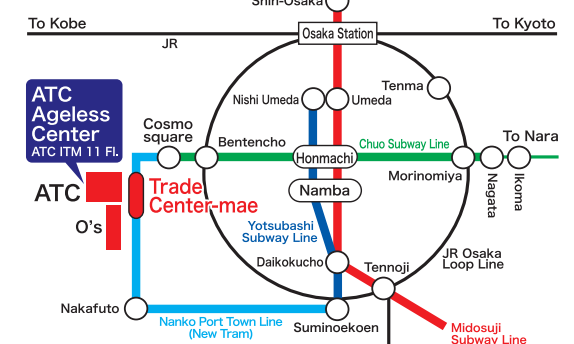 Shin-Osaka
To Kobe
To Kyoto
Osaka Station
JR
ATC
Ageless
Center
ATC ITM 11 Fl.
Tenma
Nishi Umeda
Umeda
Cosmo
square
Bentencho
Chuo Subway Line
To Nara
Honmachi
Morinomiya
Nagata
Ikoma
ATC
Trade
Center-mae
Namba
O's
Yotsubashi
Subway Line
Daikokucho
Tennoji
JR Osaka
Loop Line
Nakafuto
Nanko Port Town Line
(New Tram)
Suminoekoen
Midosuji
Subway Line